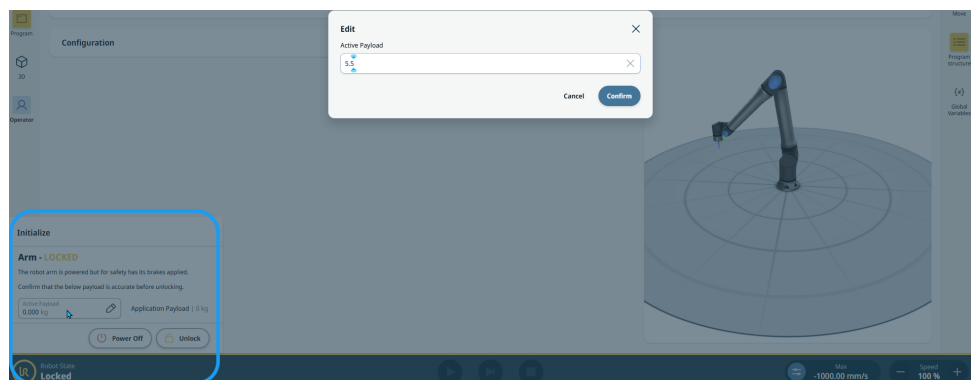 Move
Edit
Active Payload
5.5
Cancel
Confirm
Program
Configuration
3D
Operator
Program
structure
{x}
Global
Variables
Initialize
Arm - LOCKED
The robot arm is powered but for safety has its brakes applied.
Confirm that the below payload is accurate before unlocking.
Active Payload
0.000 kg
Application Payload | 0 kg
Power Off
Unlock
UR
Robot State
Locked
Max
-1000.00 mm/s
Speed
100 %